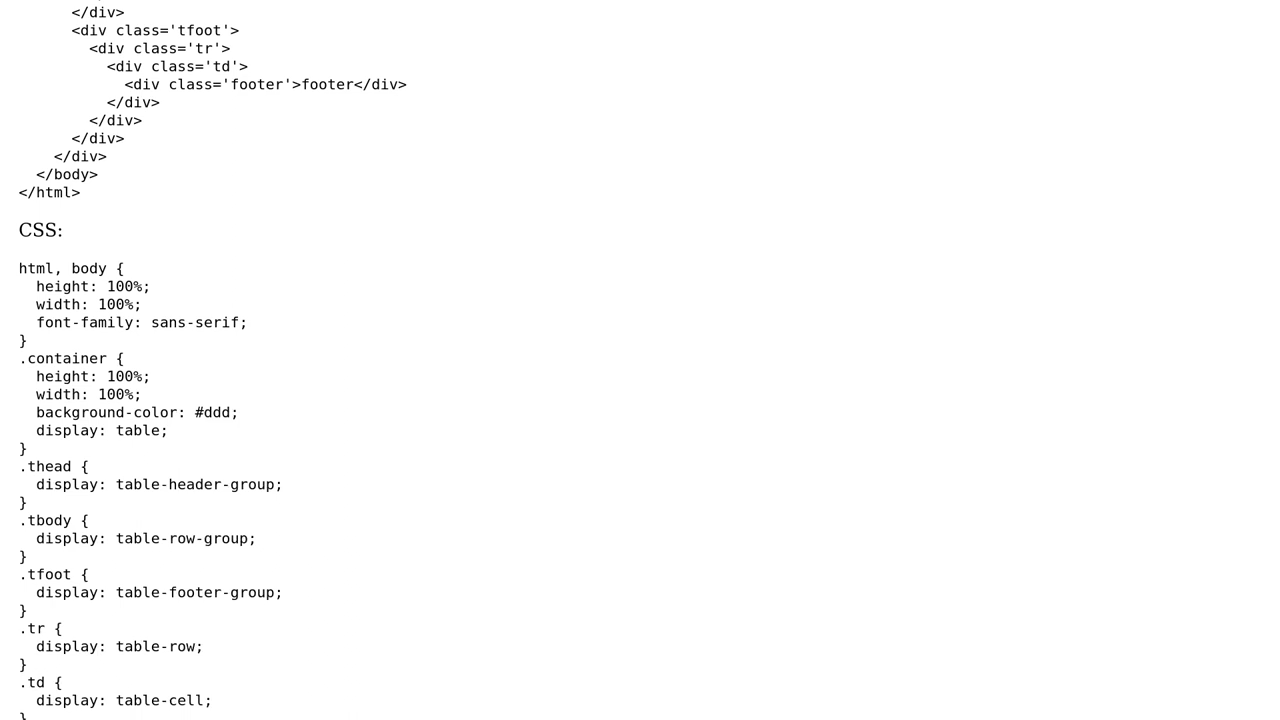 </div>
      <div class='tfoot'>
        <div class='tr'>
          <div class='td'>
            <div class='footer'>footer</div>
          </div>
        </div>
      </div>
    </div>
  </body>
</html>
CSS:
html, body {
  height: 100%;
  width: 100%;
  font-family: sans-serif;
}
.container {
  height: 100%;
  width: 100%;
  background-color: #ddd;
  display: table;
}
.thead {
  display: table-header-group;
}
.tbody {
  display: table-row-group;
}
.tfoot {
  display: table-footer-group;
}
.tr {
  display: table-row;
}
.td {
  display: table-cell;
}